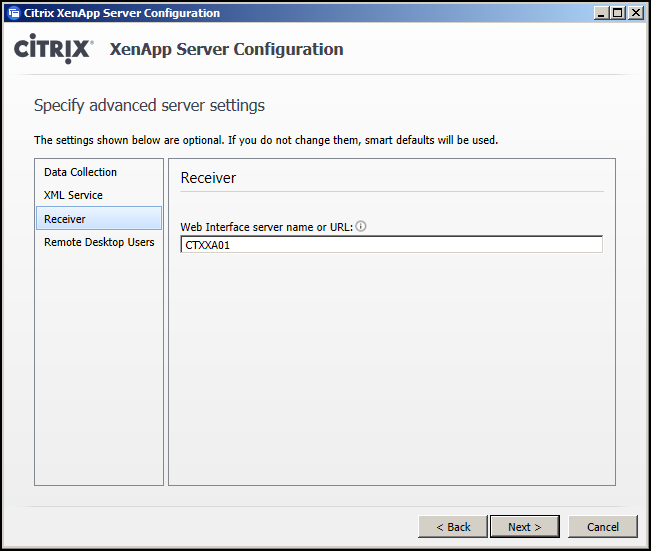 Citrix XenApp Server Configuration
CİTRIX® XenApp Server Configuration
Specify advanced server settings
The settings shown below are optional. If you do not change them, smart defaults will be used.
Data Collection
XML Service
Receiver
Remote Desktop Users
Receiver
Web Interface server name or URL:
CTXXA01
< Back
Next >
Cancel